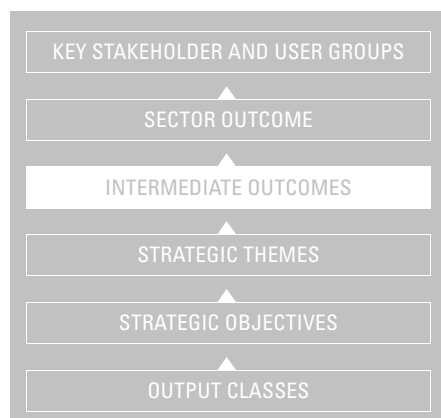 KEY STAKEHOLDER AND USER GROUPS
SECTOR OUTCOME
INTERMEDIATE OUTCOMES
STRATEGIC THEMES
STRATEGIC OBJECTIVES
OUTPUT CLASSES